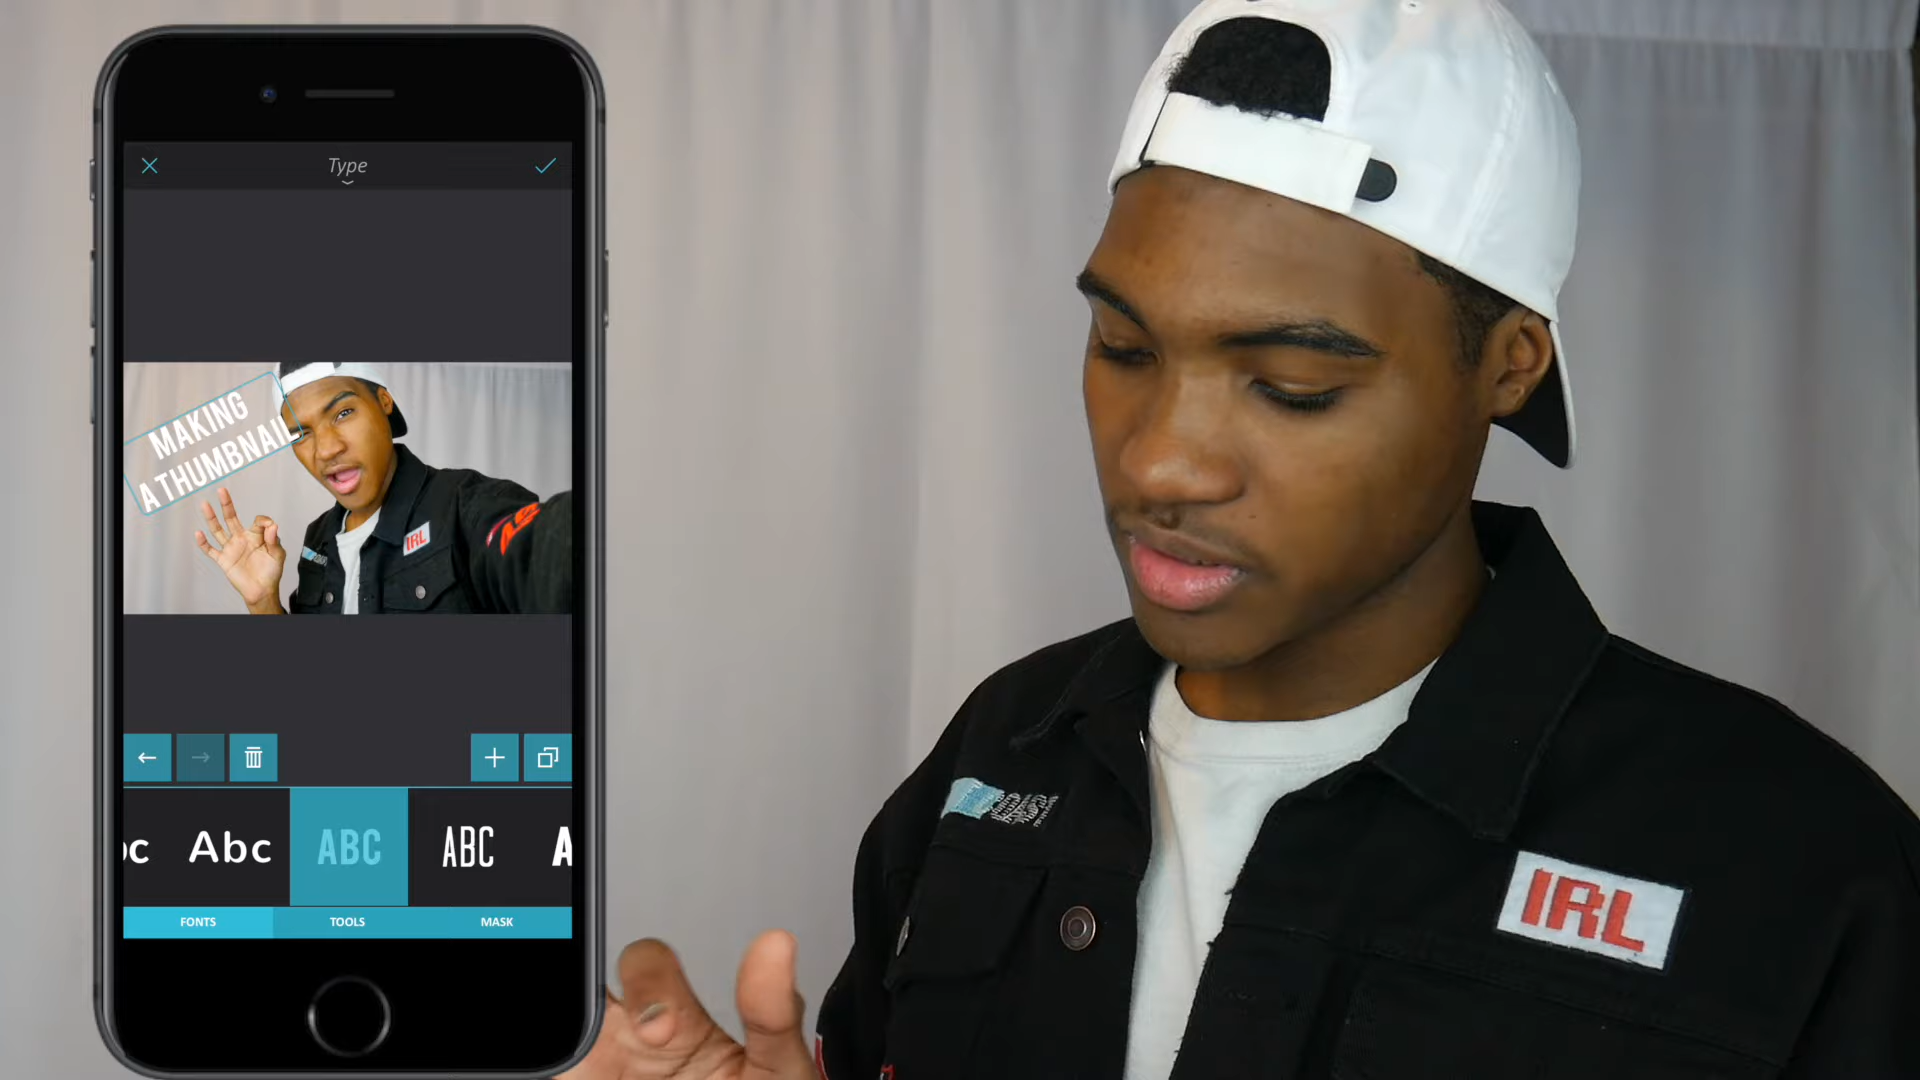 Type
MAKING
A THUMBNAIL
IRL
Abc
ABC
ABC
FONTS
TOOLS
MASK
IRL